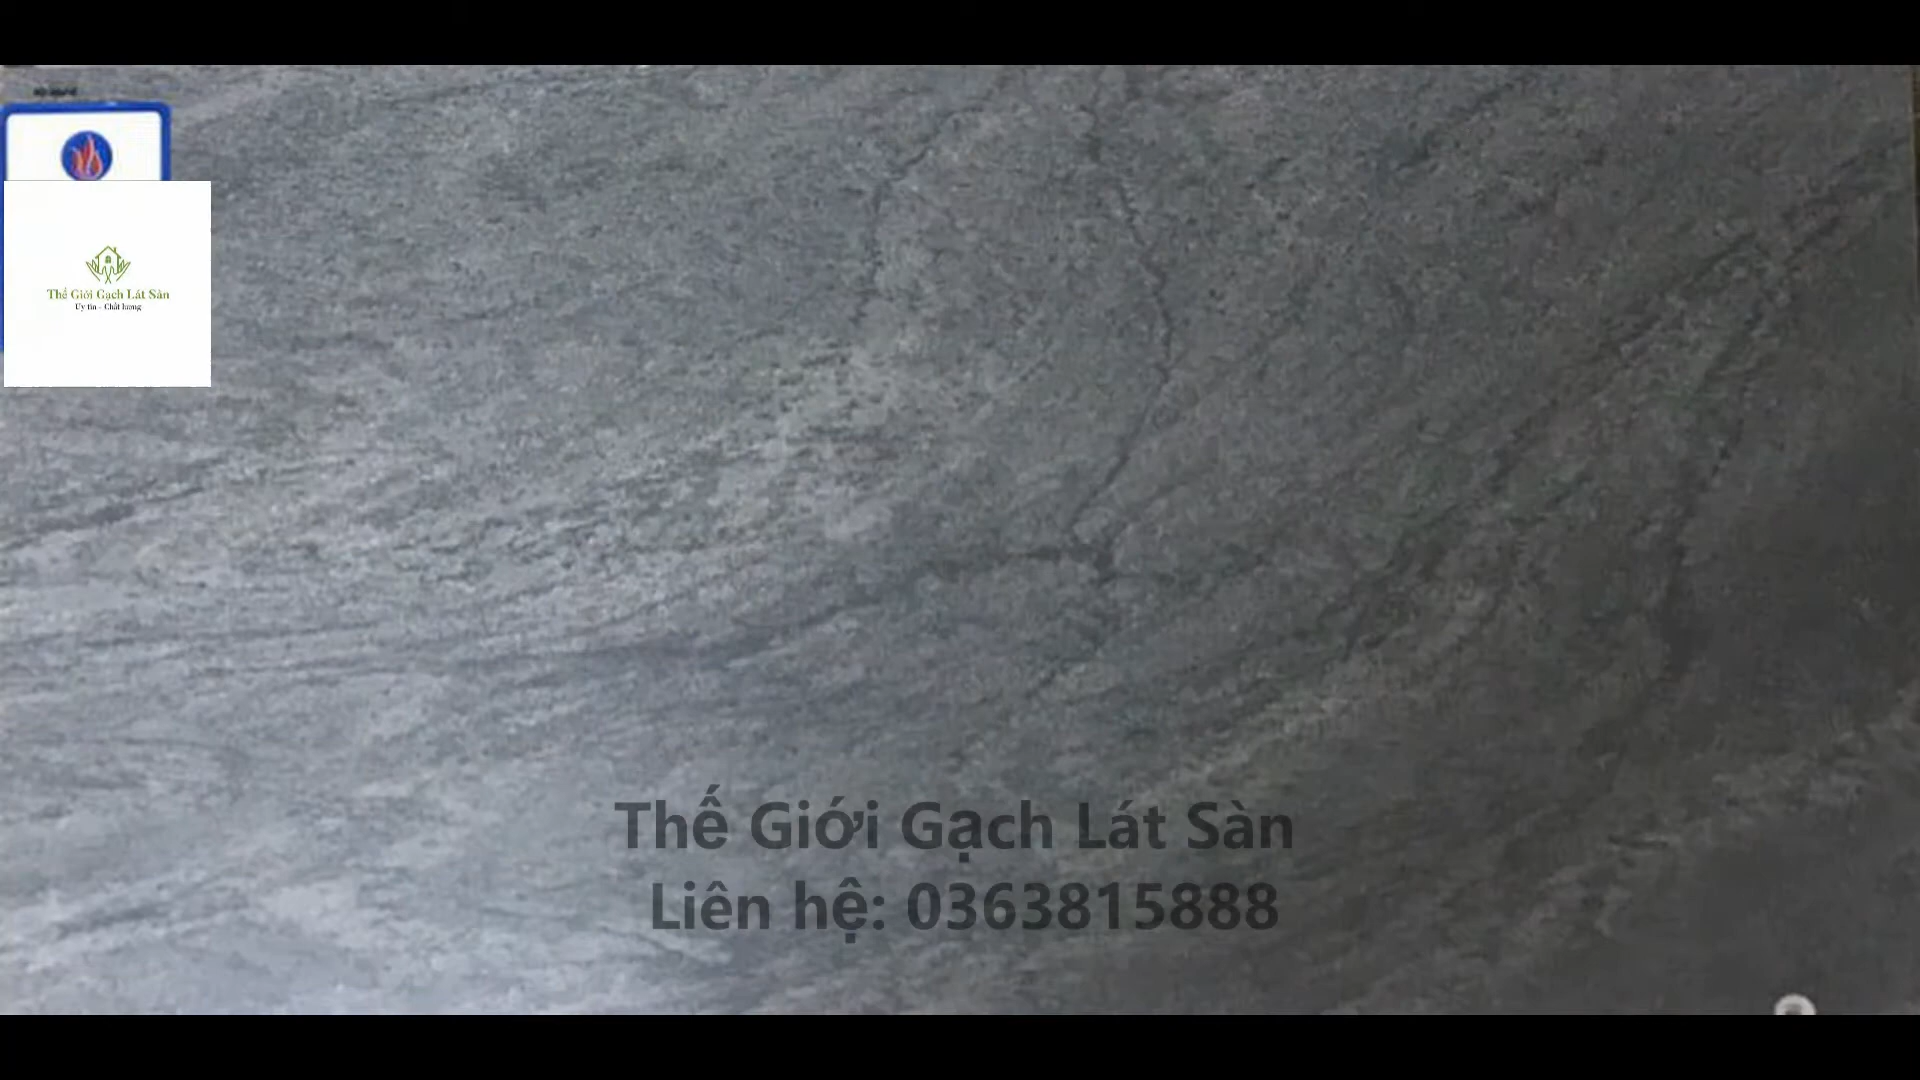 Thế Giới Gạch Lát Sàn
Uy tín - Chất lượng
Thế Giới Gạch Lát Sàn
Liên hệ: 0363815888